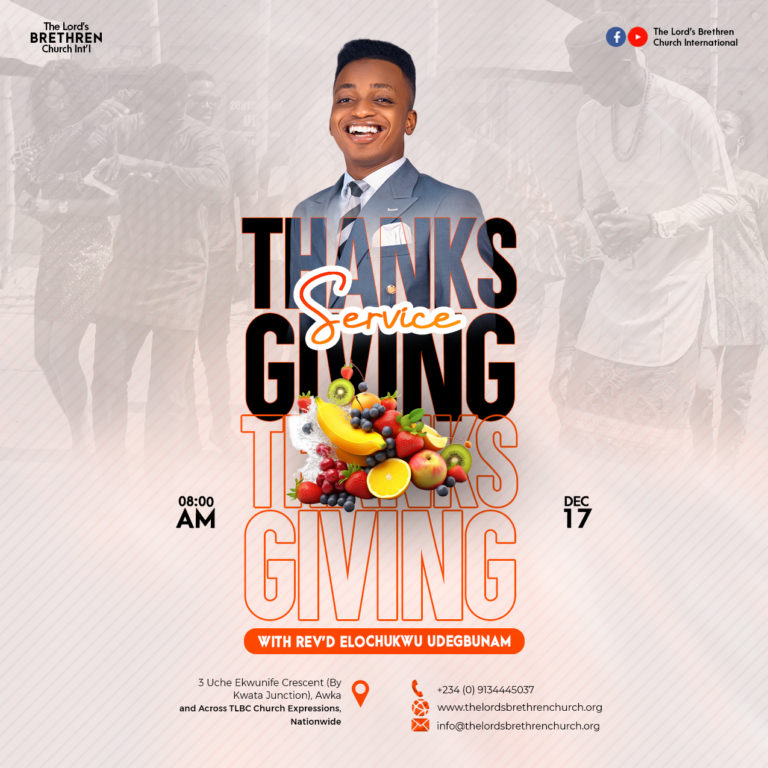 The Lord's
BRETHREN
Church Int'l
The Lord's Brethren
Church International
THANKS
Service
GIVING
THANKS
GIVING
08:00
AM
DEC
17
WITH REV'D ELOCHUKWU UDEGBUNAM
3 Uche Ekwunife Crescent (By
Kwata Junction), Awka
and Across TLBC Church Expressions,
Nationwide
+234 (0) 9134445037
www.thelordsbrethrenchurch.org
info@thelordsbrethrenchurch.org